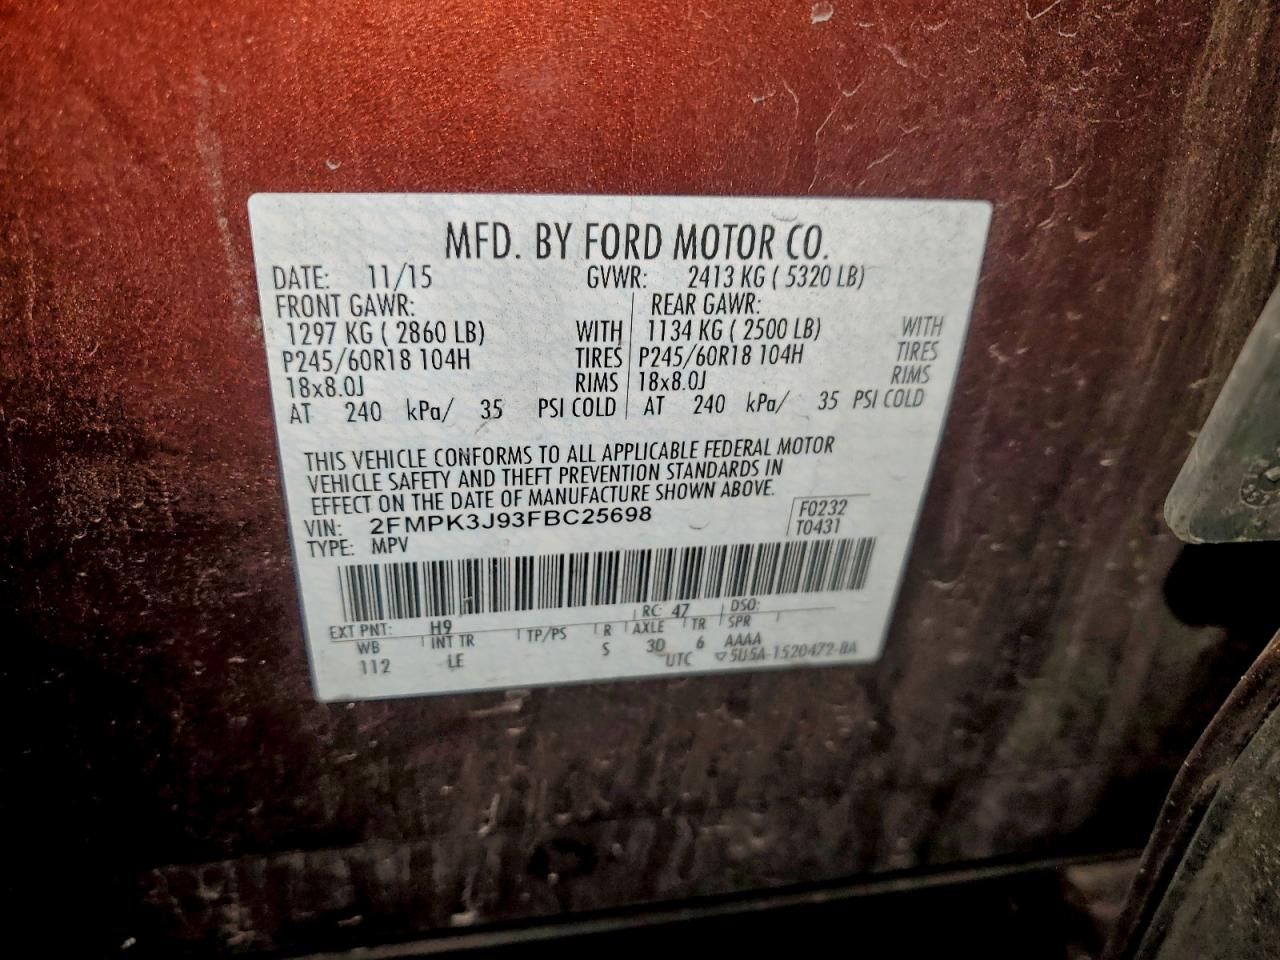 MFD. BY FORD MOTOR CO.
DATE: 11/15 GVWR: 2413 KG ( 5320 LB)
FRONT GAWR: REAR GAWR:
1297 KG ( 2860 LB) WITH 1134 KG ( 2500 LB) WITH
P245/60R18 104H TIRES P245/60R18 104H TIRES
18x8.0J RIMS 18x8.0J RIMS
AT 240 kPa/ 35 PSI COLD AT 240 kPa/ 35 PSI COLD
THIS VEHICLE CONFORMS TO ALL APPLICABLE FEDERAL MOTOR
VEHICLE SAFETY AND THEFT PREVENTION STANDARDS IN
EFFECT ON THE DATE OF MANUFACTURE SHOWN ABOVE.
VIN: 2FMPK3J93FBC25698 F0232
TYPE: MPV T0431
RC: 47 DSO:
EXT PNT: H9
WB INT TR TP/PS R AXLE TR SPR
112 LE S 3D 6 AAAA
UTC ▽5U5A-1520472-BA